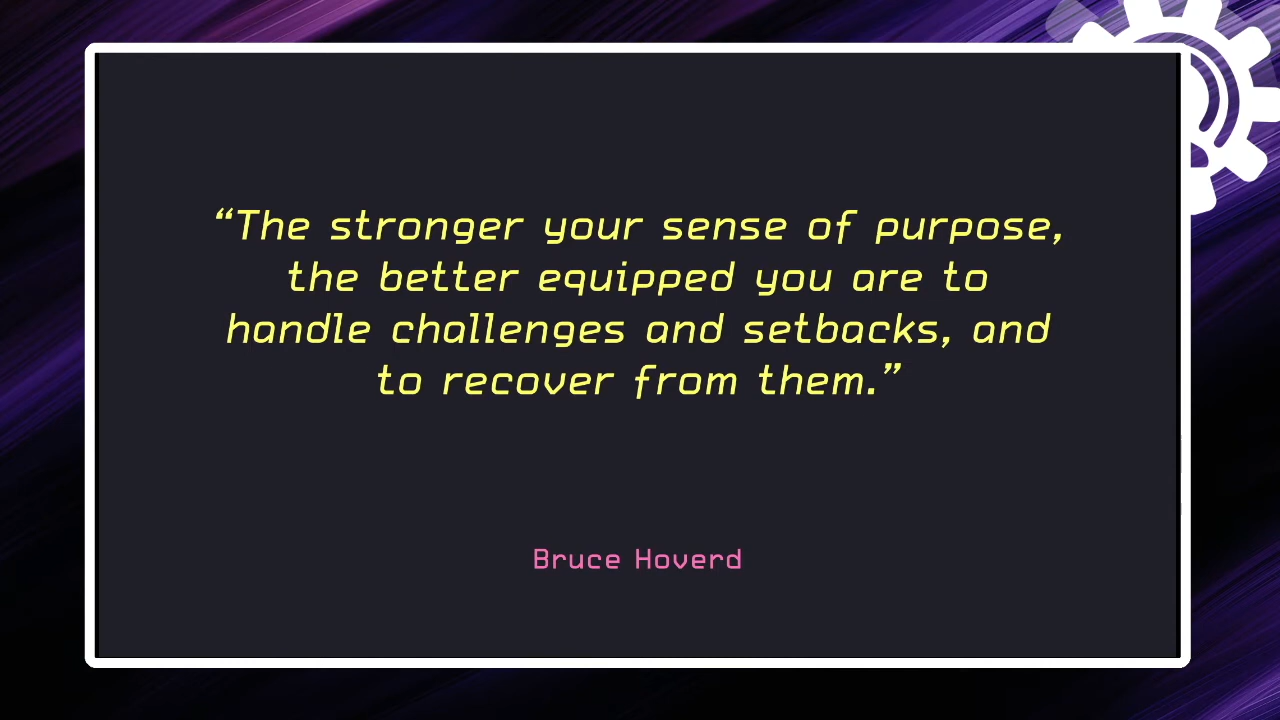 “The stronger your sense of purpose,
the better equipped you are to
handle challenges and setbacks, and
to recover from them.”
Bruce Hoverd